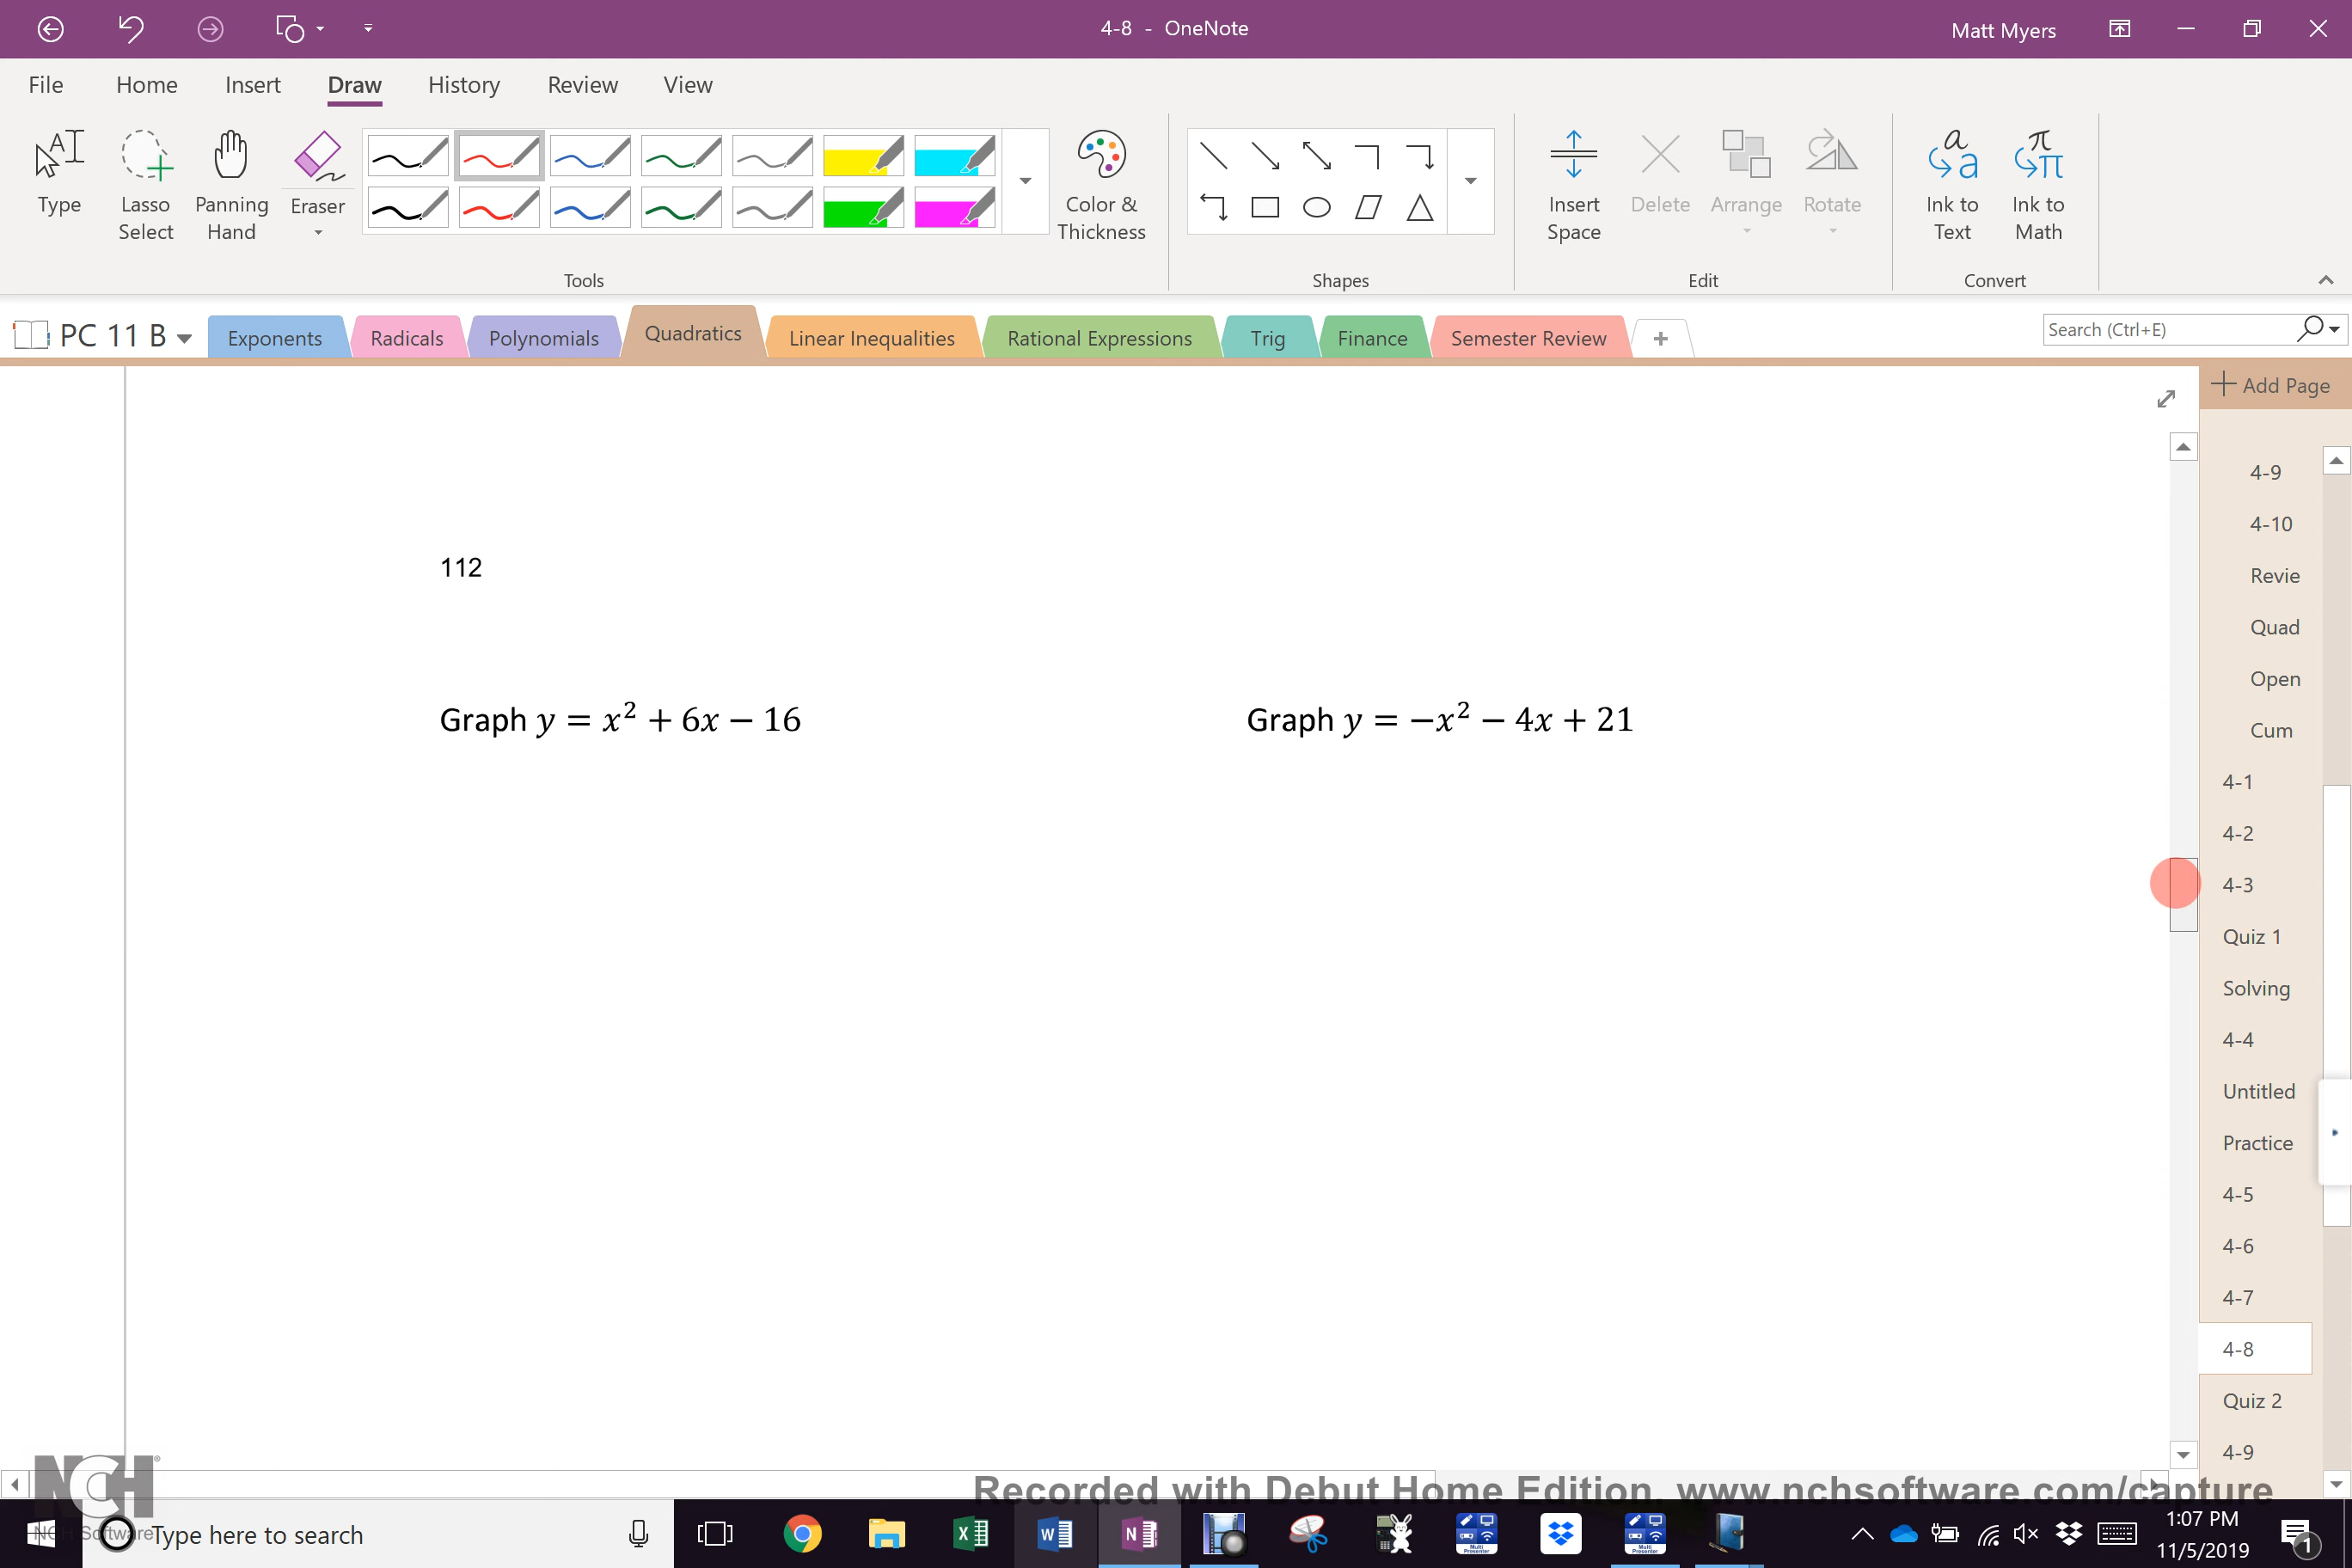 4-8 - OneNote
Matt Myers
File Home Insert Draw History Review View
Type
Lasso Select
Panning Hand
Eraser
Color & Thickness
Insert Space
Delete
Arrange
Rotate
Ink to Text
Ink to Math
Tools
Shapes
Edit
Convert
PC 11 B
Exponents Radicals Polynomials Quadratics Linear Inequalities Rational Expressions Trig Finance Semester Review
Search (Ctrl+E)
Add Page
4-9
4-10
Revie
Quad
Open
Cum
4-1
4-2
4-3
Quiz 1
Solving
4-4
Untitled
Practice
4-5
4-6
4-7
4-8
Quiz 2
4-9
112
Graph y = x² + 6x − 16
Graph y = −x² − 4x + 21
NCH
NCH Software
Recorded with Debut Home Edition. www.nchsoftware.com/capture
Type here to search
1:07 PM
11/5/2019
1